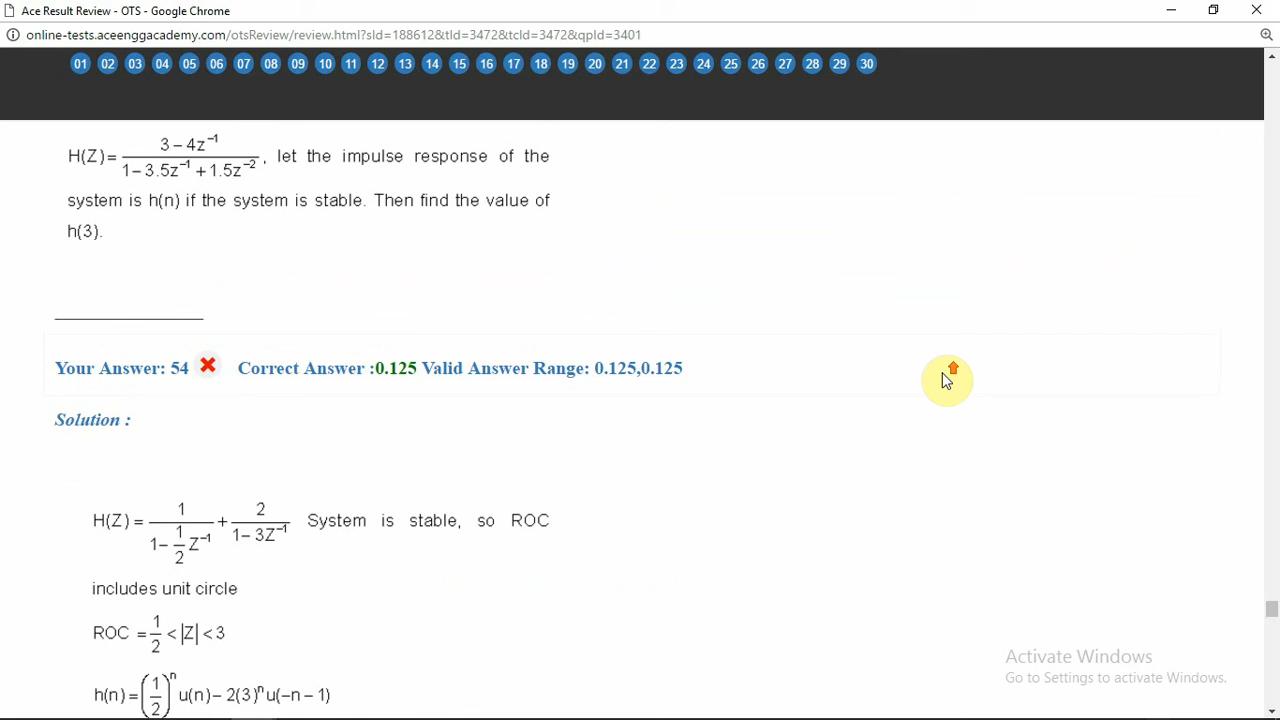 Ace Result Review - OTS - Google Chrome
online-tests.aceenggacademy.com/otsReview/review.html?sId=188612&tId=3472&tcId=3472&qpId=3401
01 02 03 04 05 06 07 08 09 10 11 12 13 14 15 16 17 18 19 20 21 22 23 24 25 26 27 28 29 30
H(Z)= (3−4z⁻¹)/(1−3.5z⁻¹+1.5z⁻²), let the impulse response of the
system is h(n) if the system is stable. Then find the value of
h(3).
Your Answer: 54 Correct Answer :0.125 Valid Answer Range: 0.125,0.125
Solution :
H(Z)= 1/(1−1/2 Z⁻¹) + 2/(1−3Z⁻¹) System is stable, so ROC
includes unit circle
ROC = 1/2 <|Z|<3
h(n)=(1/2)ⁿ u(n)−2(3)ⁿu(−n−1)
Activate Windows
Go to Settings to activate Windows.